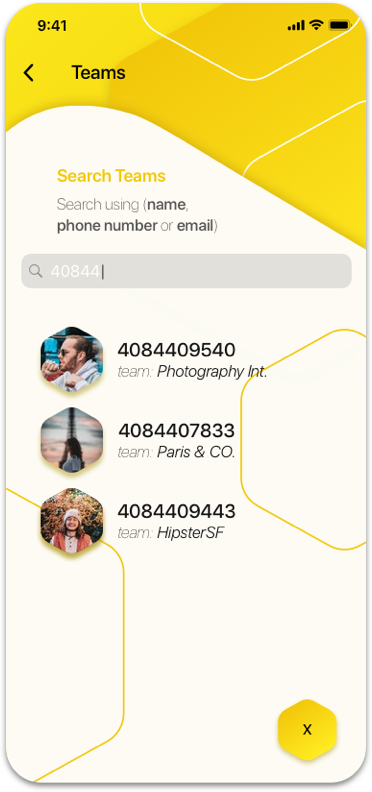 9:41
Teams
Search Teams
Search using (name,
phone number or email)
40844
4084409540
team: Photography Int.
4084407833
team: Paris & CO.
4084409443
team: HipsterSF
X